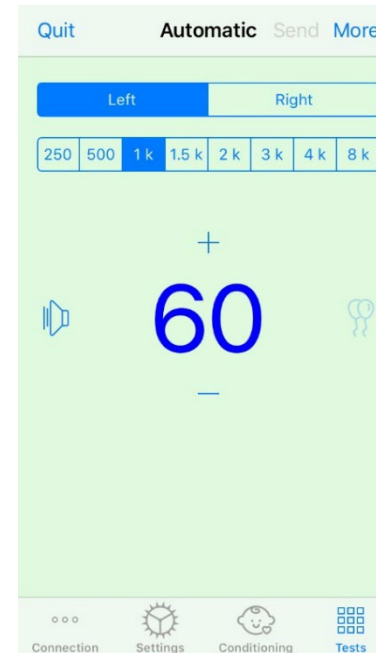 Quit Automatic Send More
Left Right
250 500 1 k 1.5 k 2 k 3 k 4 k 8 k
+
60
−
Connection Settings Conditioning Tests